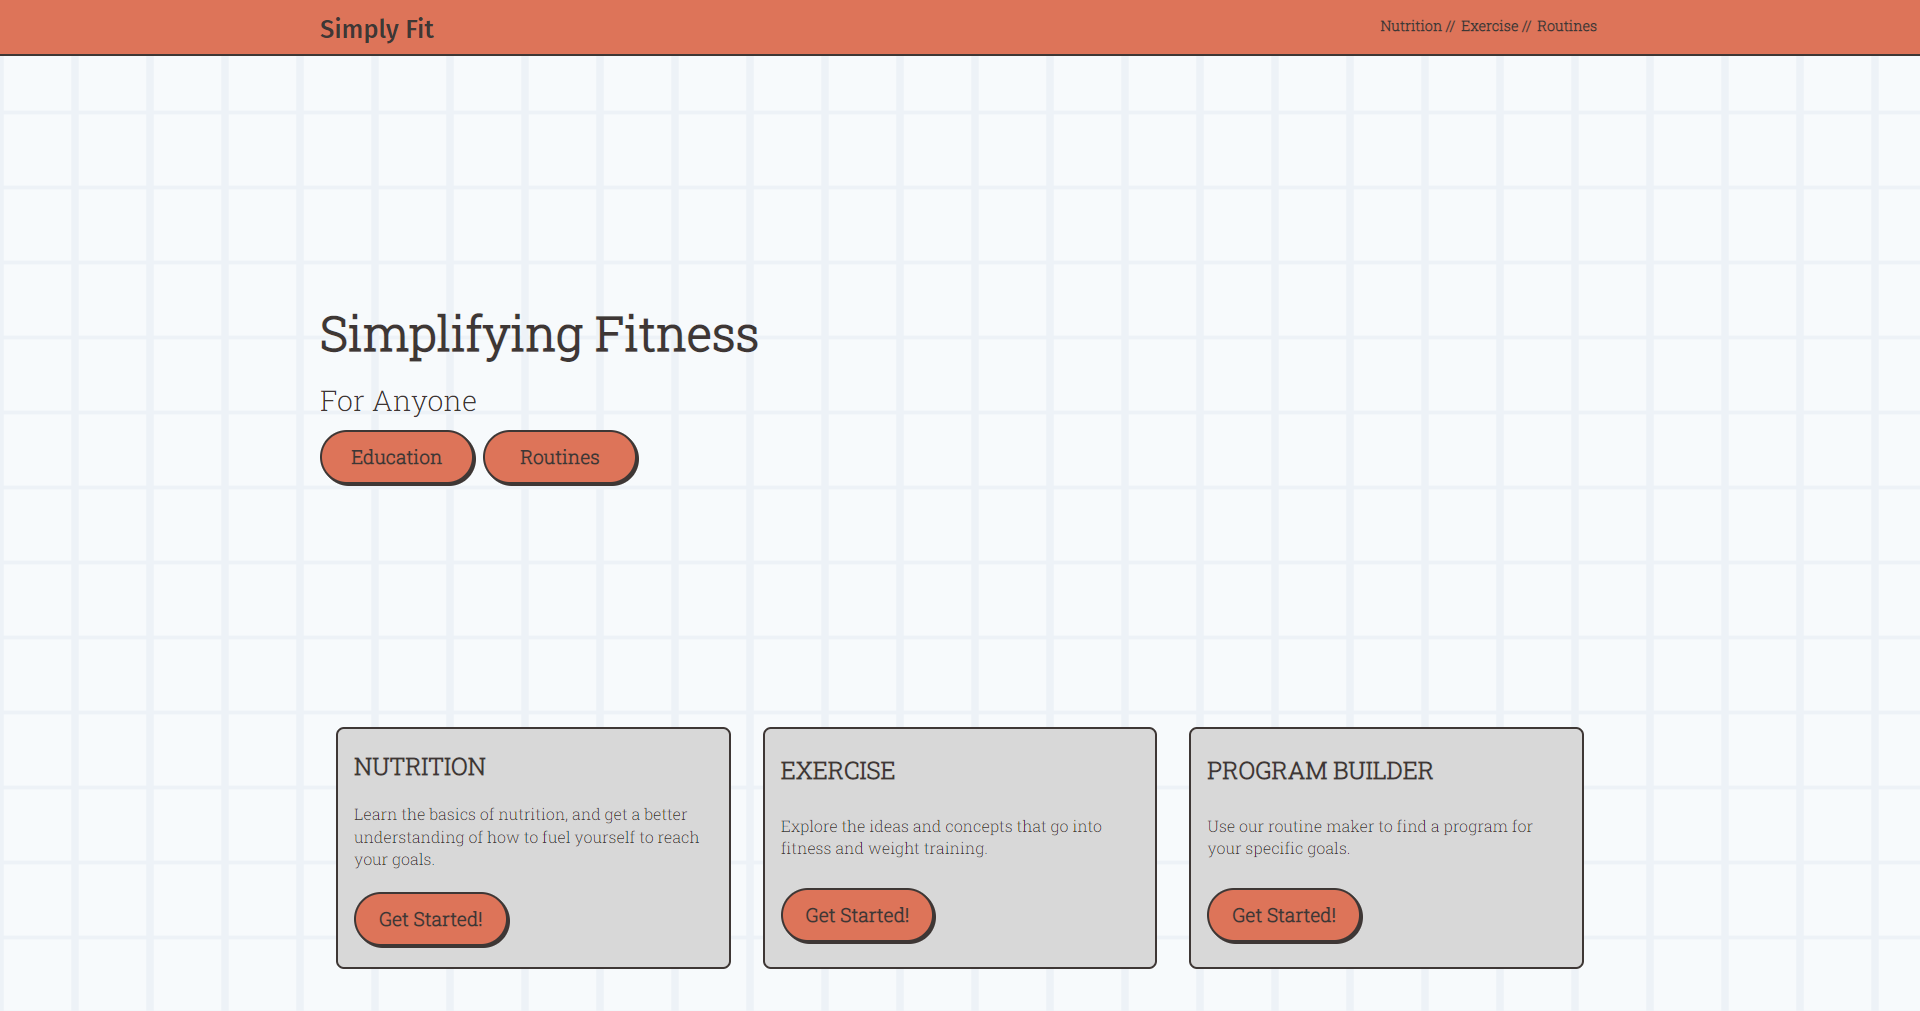 Simply Fit
Nutrition // Exercise // Routines
Simplifying Fitness
For Anyone
Education
Routines
NUTRITION
Learn the basics of nutrition, and get a better
understanding of how to fuel yourself to reach
your goals.
Get Started!
EXERCISE
Explore the ideas and concepts that go into
fitness and weight training.
Get Started!
PROGRAM BUILDER
Use our routine maker to find a program for
your specific goals.
Get Started!